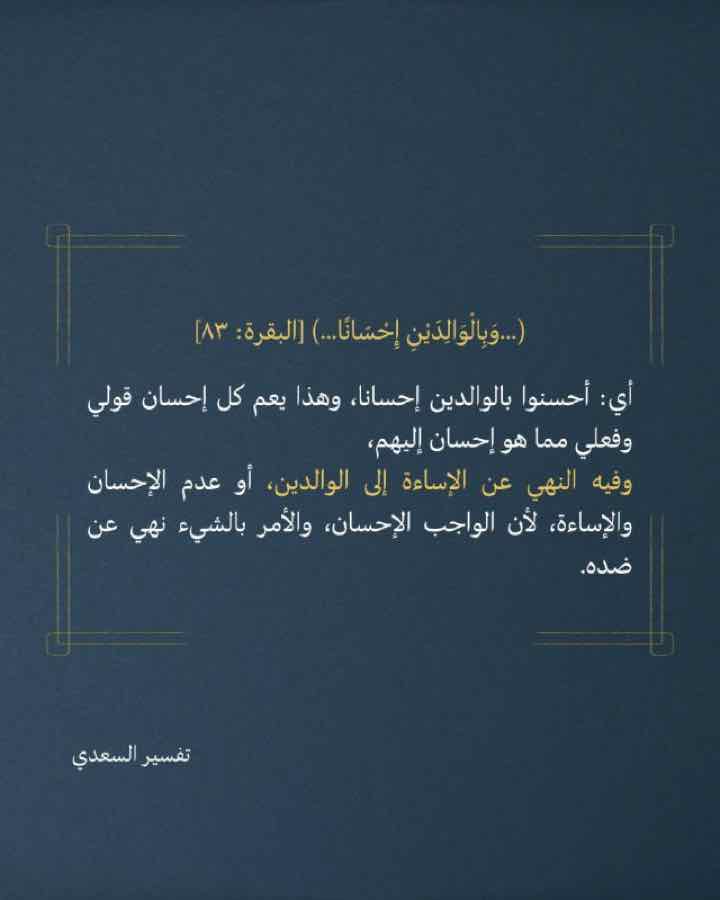 (...وَبِالْوَالِدَيْنِ إِحْسَانًا...) [البقرة: ٨٣]
أي: أحسنوا بالوالدين إحسانا، وهذا يعم كل إحسان قولي
وفعلي مما هو إحسان إليهم،
وفيه النهي عن الإساءة إلى الوالدين، أو عدم الإحسان
والإساءة، لأن الواجب الإحسان، والأمر بالشيء نهي عن
ضده.
تفسير السعدي